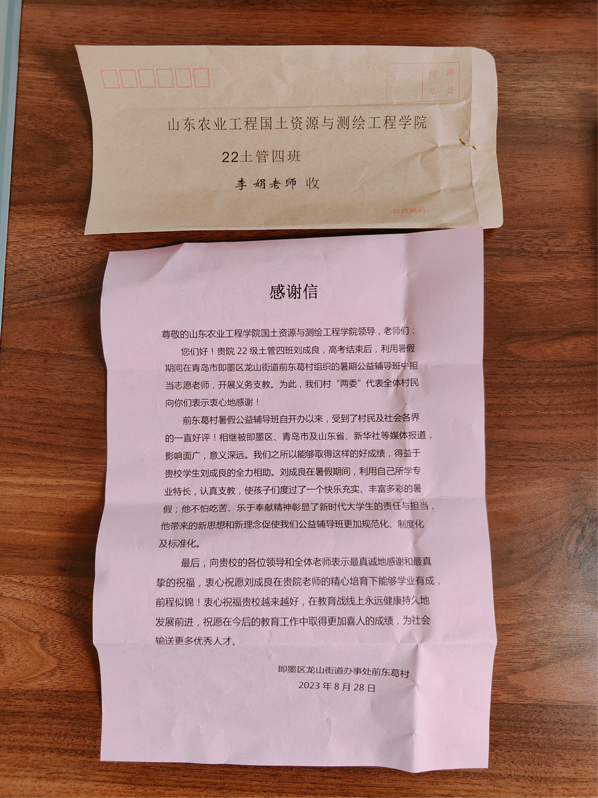 山东农业工程国土资源与测绘工程学院
22土管四班
李娟老师 收
感谢信
尊敬的山东农业工程学院国土资源与测绘工程学院领导，老师们：
您们好！贵院 22 级土管四班刘成良，高考结束后，利用暑假
期间在青岛市即墨区龙山街道前东葛村组织的暑期公益辅导班中担
当志愿老师，开展义务支教。为此，我们村“两委”代表全体村民
向你们表示衷心地感谢！
前东葛村暑假公益辅导班自开办以来，受到了村民及社会各界
的一直好评！相继被即墨区、青岛市及山东省、新华社等媒体报道，
影响面广，意义深远。我们之所以能够取得这样的好成绩，得益于
贵校学生刘成良的全力相助。刘成良在暑假期间，利用自己所学专
业特长，认真支教，使孩子们度过了一个快乐充实、丰富多彩的暑
假；他不怕吃苦、乐于奉献精神彰显了新时代大学生的责任与担当，
他带来的新思想和新理念促使我们公益辅导班更加规范化、制度化
及标准化。
最后，向贵校的各位领导和全体老师表示最真诚地感谢和最真
挚的祝福，衷心祝愿刘成良在贵院老师的精心培育下能够学业有成，
前程似锦！衷心祝福贵校越来越好，在教育战线上永远健康持久地
发展前进，祝愿在今后的教育工作中取得更加喜人的成绩，为社会
输送更多优秀人才。
即墨区龙山街道办事处前东葛村
2023 年 8 月 28 日